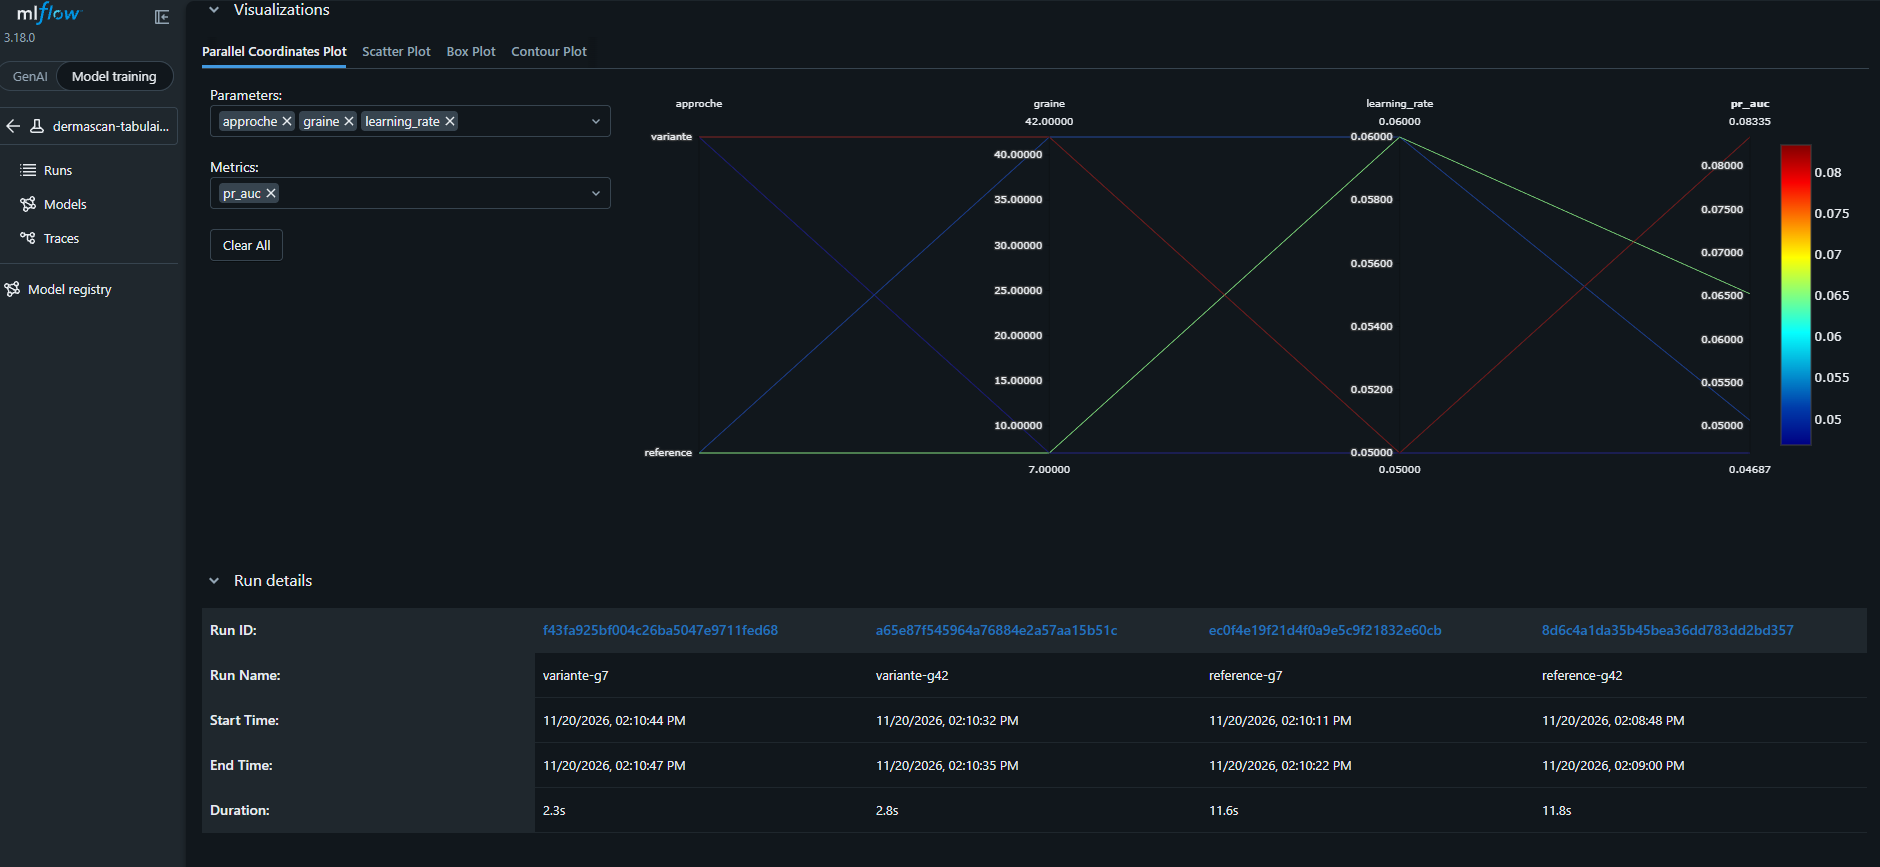 mlflow
3.18.0
GenAI Model training
dermascan-tabulai...
Runs
Models
Traces
Model registry
Visualizations
Parallel Coordinates Plot Scatter Plot Box Plot Contour Plot
Parameters:
approche graine learning_rate
Metrics:
pr_auc
Clear All
approche
variante
reference
graine
42.00000
40.00000
35.00000
30.00000
25.00000
20.00000
15.00000
10.00000
7.00000
learning_rate
0.06000
0.06000
0.05800
0.05600
0.05400
0.05200
0.05000
0.05000
pr_auc
0.08335
0.08000
0.07500
0.07000
0.06500
0.06000
0.05500
0.05000
0.04687
0.08
0.075
0.07
0.065
0.06
0.055
0.05
Run details
Run ID: f43fa925bf004c26ba5047e9711fed68 a65e87f545964a76884e2a57aa15b51c ec0f4e19f21d4f0a9e5c9f21832e60cb 8d6c4a1da35b45bea36dd783dd2bd357
Run Name: variante-g7 variante-g42 reference-g7 reference-g42
Start Time: 11/20/2026, 02:10:44 PM 11/20/2026, 02:10:32 PM 11/20/2026, 02:10:11 PM 11/20/2026, 02:08:48 PM
End Time: 11/20/2026, 02:10:47 PM 11/20/2026, 02:10:35 PM 11/20/2026, 02:10:22 PM 11/20/2026, 02:09:00 PM
Duration: 2.3s 2.8s 11.6s 11.8s